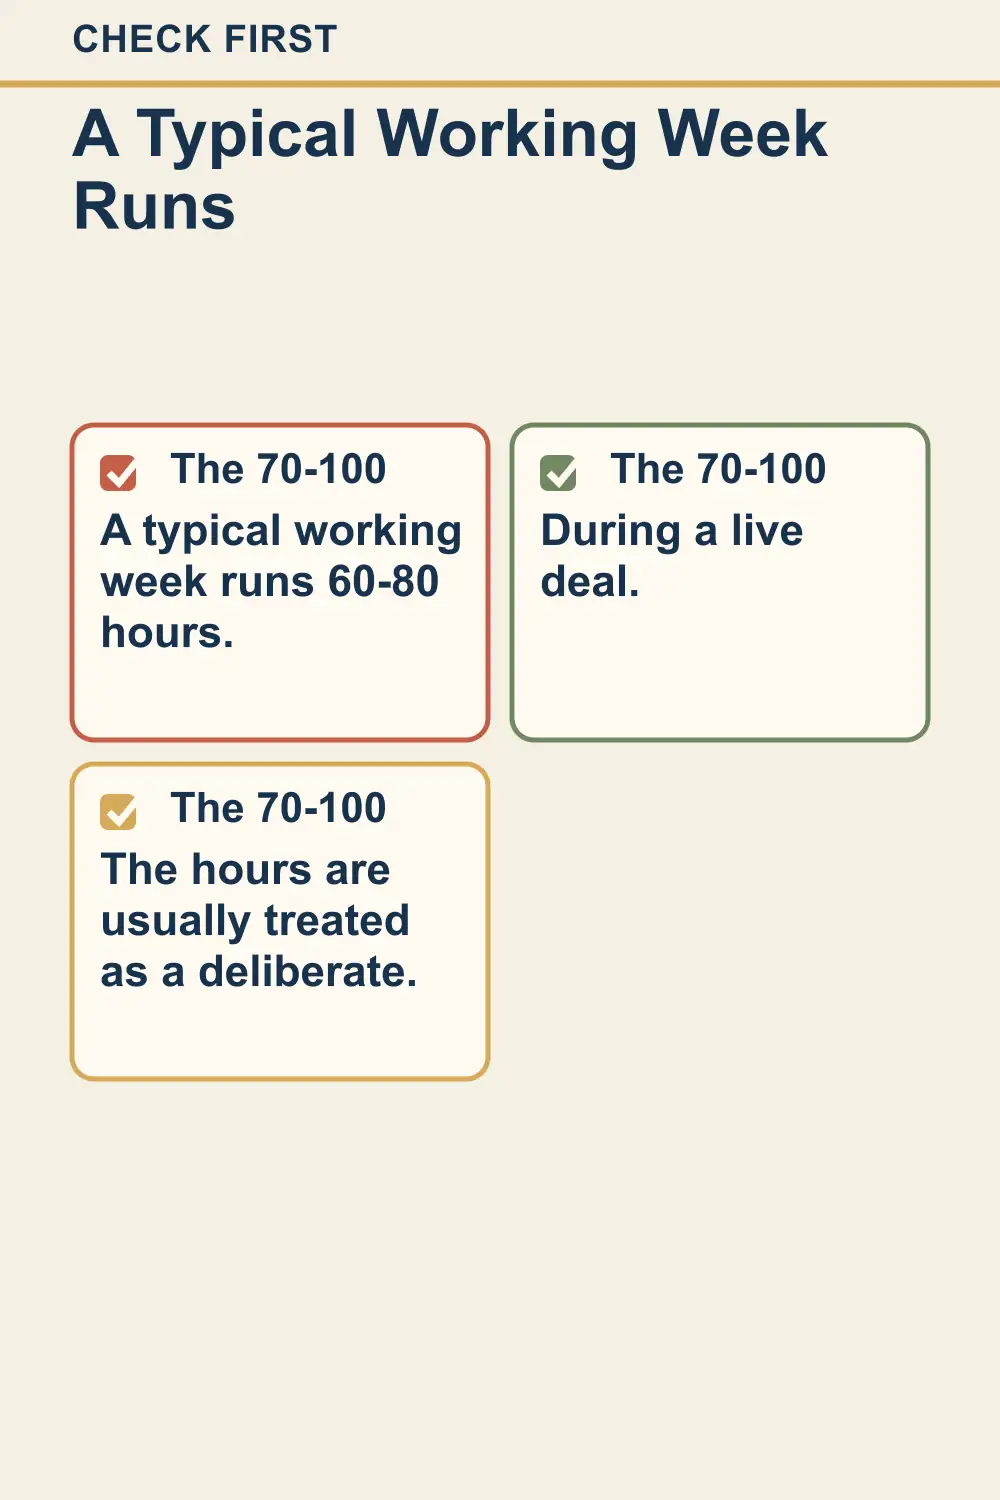 CHECK FIRST
A Typical Working Week
Runs
The 70-100
A typical working
week runs 60-80
hours.
The 70-100
During a live
deal.
The 70-100
The hours are
usually treated
as a deliberate.